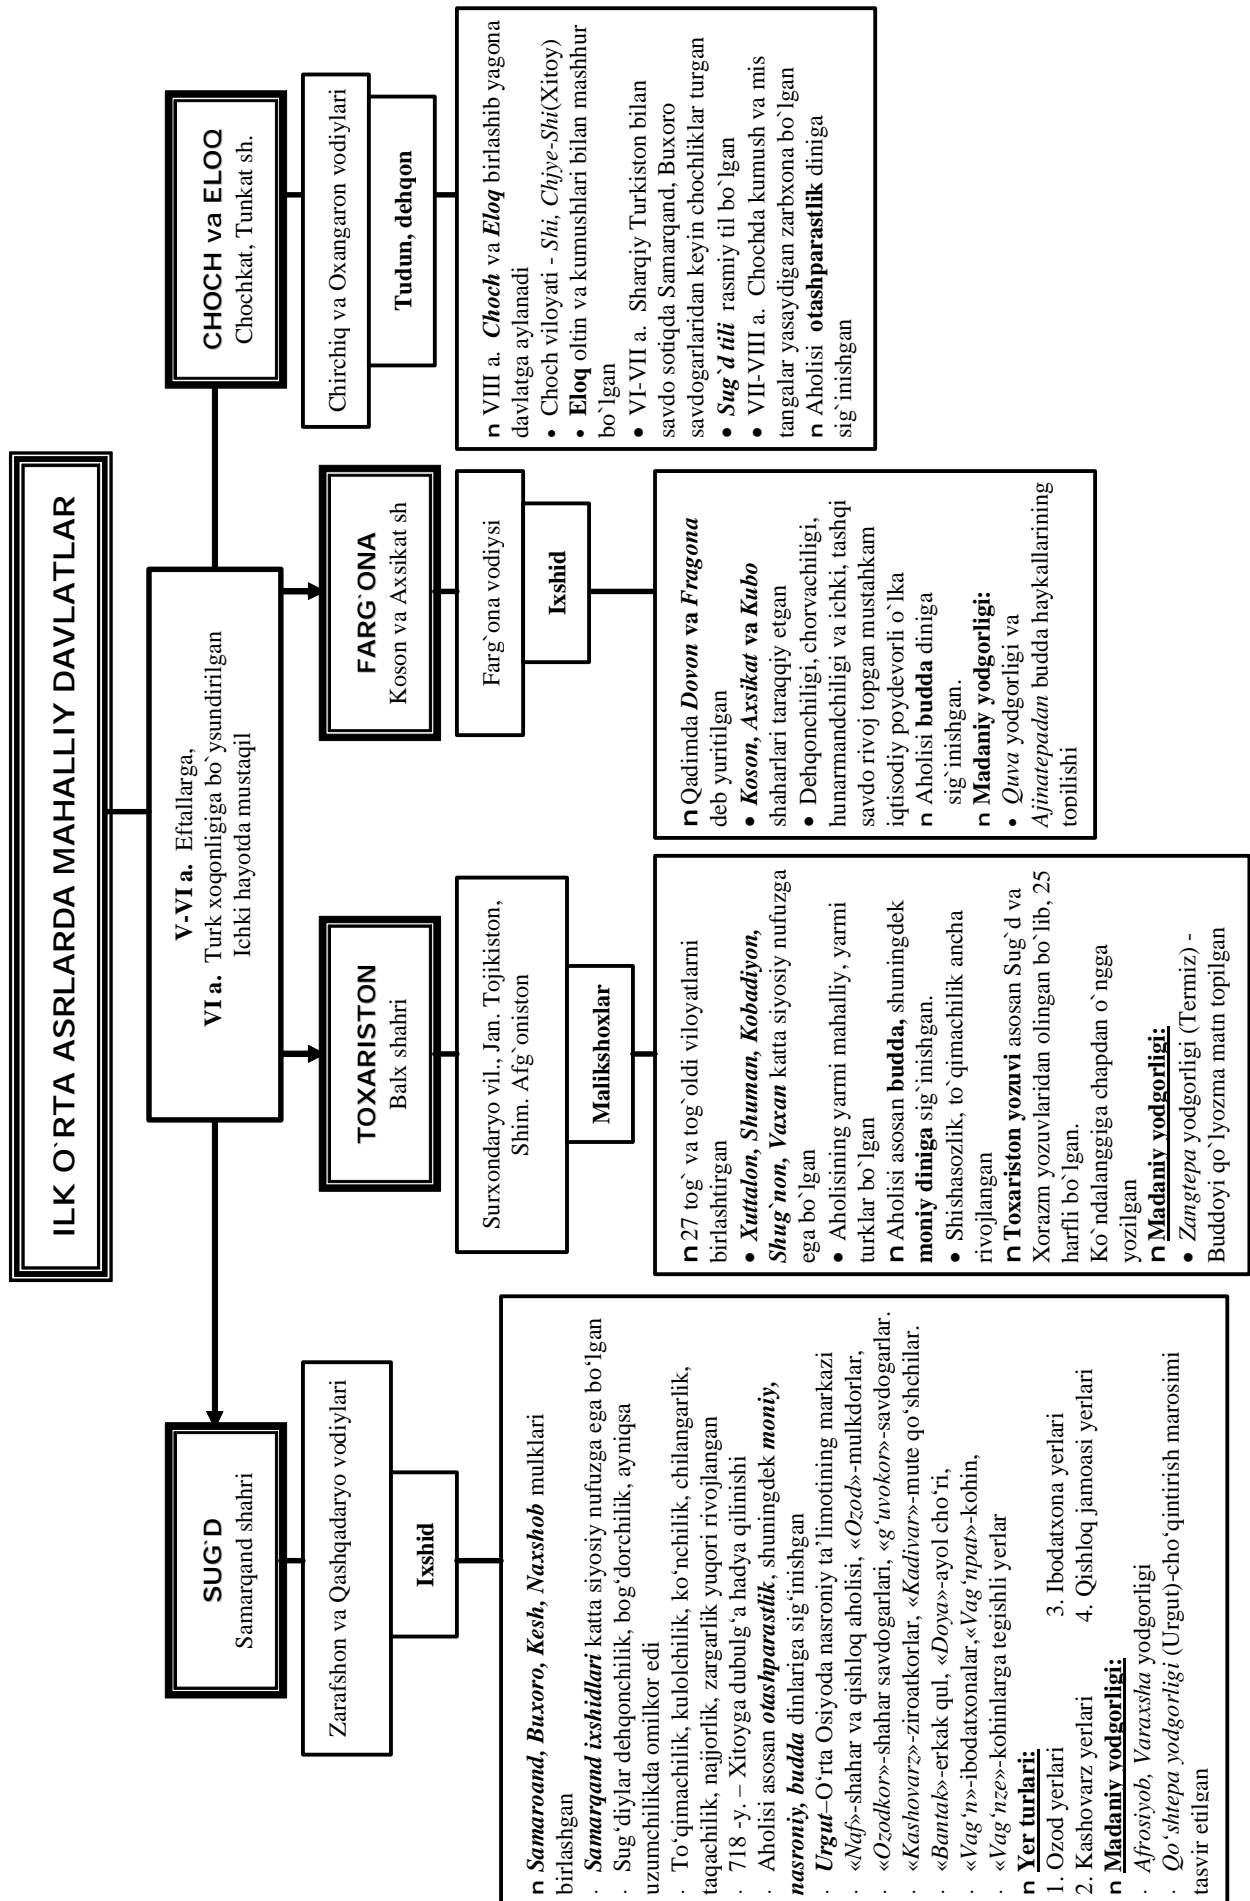 ILK O`RTA ASRLARDA MAHALLIY DAVLATLAR
V-VI a. Eftallarga,
VI a. Turk xoqonligiga bo`ysundirilgan
Ichki hayotda mustaqil
SUG`D
Samarqand shahri
Zarafshon va Qashqadaryo vodiylari
Ixshid
n Samaroand, Buxoro, Kesh, Naxshob mulklari
birlashgan
· Samarqand ixshidlari katta siyosiy nufuzga ega bo‘lgan
· Sug‘diylar dehqonchilik, bog‘dorchilik, ayniqsa
uzumchilikda omilkor edi
· To‘qimachilik, kulolchilik, ko‘nchilik, chilangarlik,
taqachilik, najjorlik, zargarlik yuqori rivojlangan
· 718 -y. – Xitoyga dubulg‘a hadya qilinishi
· Aholisi asosan otashparastlik, shuningdek moniy,
nasroniy, budda dinlariga sig‘inishgan
· Urgut–O‘rta Osiyoda nasroniy ta’limotining markazi
· «Naf»-shahar va qishloq aholisi, «Ozod»-mulkdorlar,
· «Ozodkor»-shahar savdogarlari, «g‘uvokor»-savdogarlar.
· «Kashovarz»-ziroatkorlar, «Kadivar»-mute qo‘shchilar.
· «Bantak»-erkak qul, «Doya»-ayol cho‘ri,
· «Vag‘n»-ibodatxonalar,«Vag‘npat»-kohin,
· «Vag‘nze»-kohinlarga tegishli yerlar
n Yer turlari:
1. Ozod yerlari 3. Ibodatxona yerlari
2. Kashovarz yerlari 4. Qishloq jamoasi yerlari
n Madaniy yodgorligi:
· Afrosiyob, Varaxsha yodgorligi
· Qo‘shtepa yodgorligi (Urgut)-cho‘qintirish marosimi
tasvir etilgan
TOXARISTON
Balx shahri
Surxondaryo vil., Jan. Tojikiston,
Shim. Afg`oniston
Malikshoxlar
n 27 tog` va tog`oldi viloyatlarni
birlashtirgan
• Xuttalon, Shuman, Kobadiyon,
Shug`non, Vaxan katta siyosiy nufuzga
ega bo`lgan
• Aholisining yarmi mahalliy, yarmi
turklar bo`lgan
n Aholisi asosan budda, shuningdek
moniy diniga sig`inishgan.
• Shishasozlik, to`qimachilik ancha
rivojlangan
n Toxariston yozuvi asosan Sug`d va
Xorazm yozuvlaridan olingan bo`lib, 25
harfli bo`lgan.
Ko`ndalanggiga chapdan o`ngga
yozilgan
n Madaniy yodgorligi:
• Zangtepa yodgorligi (Termiz) -
Buddoyi qo`lyozma matn topilgan
FARG`ONA
Koson va Axsikat sh
Farg`ona vodiysi
Ixshid
n Qadimda Dovon va Fragona
deb yuritilgan
• Koson, Axsikat va Kubo
shaharlari taraqqiy etgan
• Dehqonchiligi, chorvachiligi,
hunarmandchiligi va ichki, tashqi
savdo rivoj topgan mustahkam
iqtisodiy poydevorli o`lka
n Aholisi budda diniga
sig`inishgan.
n Madaniy yodgorligi:
• Quva yodgorligi va
Ajinatepadan budda haykallarining
topilishi
CHOCH va ELOQ
Chochkat, Tunkat sh.
Chirchiq va Oxangaron vodiylari
Tudun, dehqon
n VIII a. Choch va Eloq birlashib yagona
davlatga aylanadi
• Choch viloyati - Shi, Chjye-Shi(Xitoy)
• Eloq oltin va kumushlari bilan mashhur
bo`lgan
• VI-VII a. Sharqiy Turkiston bilan
savdo sotiqda Samarqand, Buxoro
savdogarlaridan keyin chochliklar turgan
• Sug`d tili rasmiy til bo`lgan
• VII-VIII a. Chochda kumush va mis
tangalar yasaydigan zarbxona bo`lgan
n Aholisi otashparastlik diniga
sig`inishgan